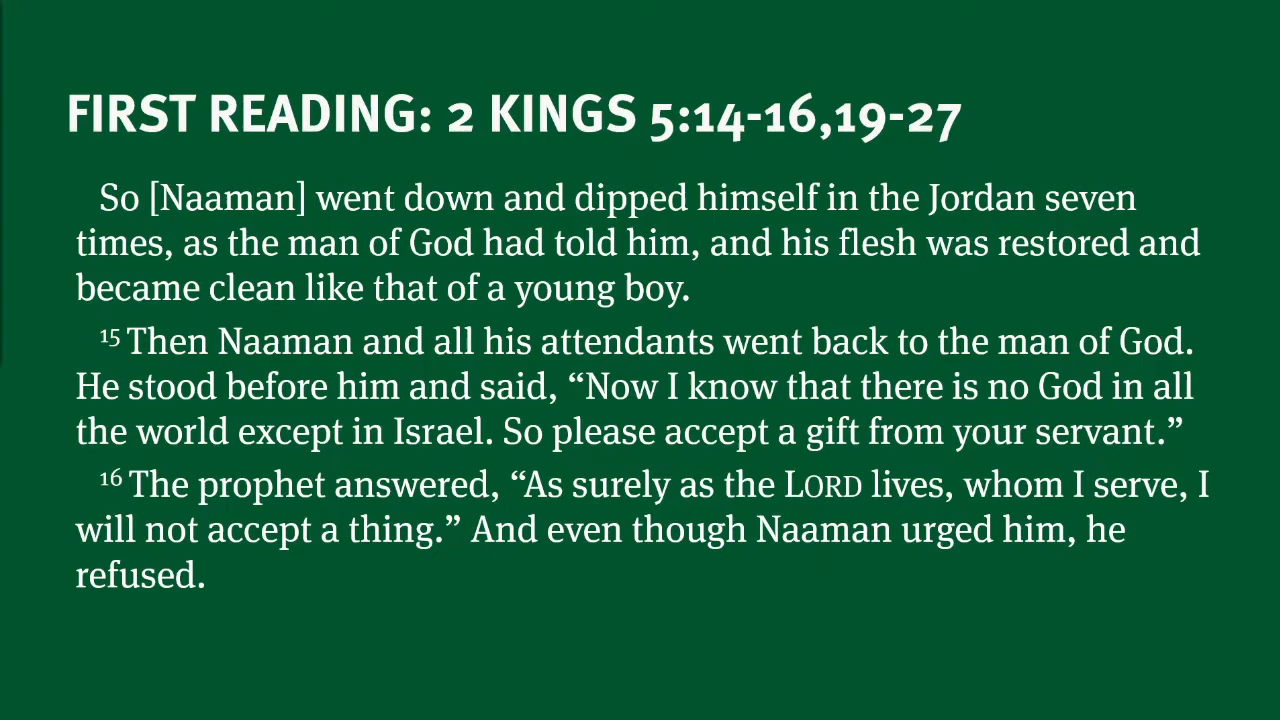 FIRST READING: 2 KINGS 5:14-16,19-27
So [Naaman] went down and dipped himself in the Jordan seven
times, as the man of God had told him, and his flesh was restored and
became clean like that of a young boy.
15 Then Naaman and all his attendants went back to the man of God.
He stood before him and said, “Now I know that there is no God in all
the world except in Israel. So please accept a gift from your servant.”
16 The prophet answered, “As surely as the LORD lives, whom I serve, I
will not accept a thing.” And even though Naaman urged him, he
refused.